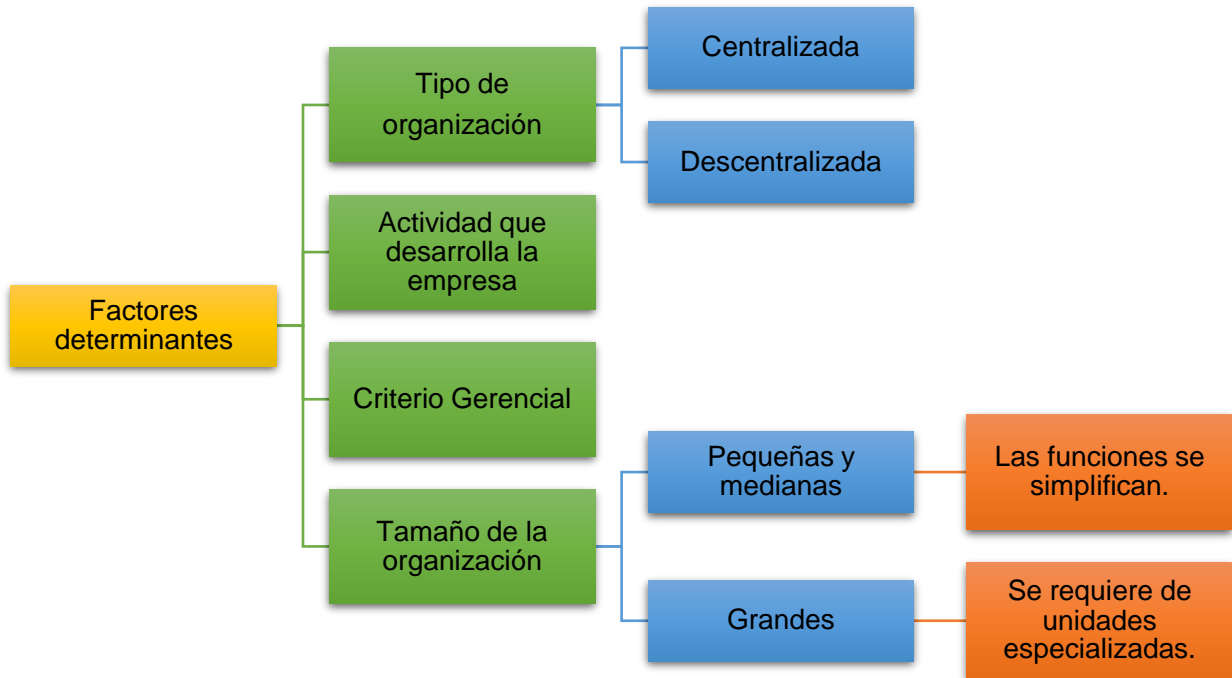 Factores
determinantes
Tipo de
organización
Centralizada
Descentralizada
Actividad que
desarrolla la
empresa
Criterio Gerencial
Tamaño de la
organización
Pequeñas y
medianas
Las funciones se
simplifican.
Grandes
Se requiere de
unidades
especializadas.